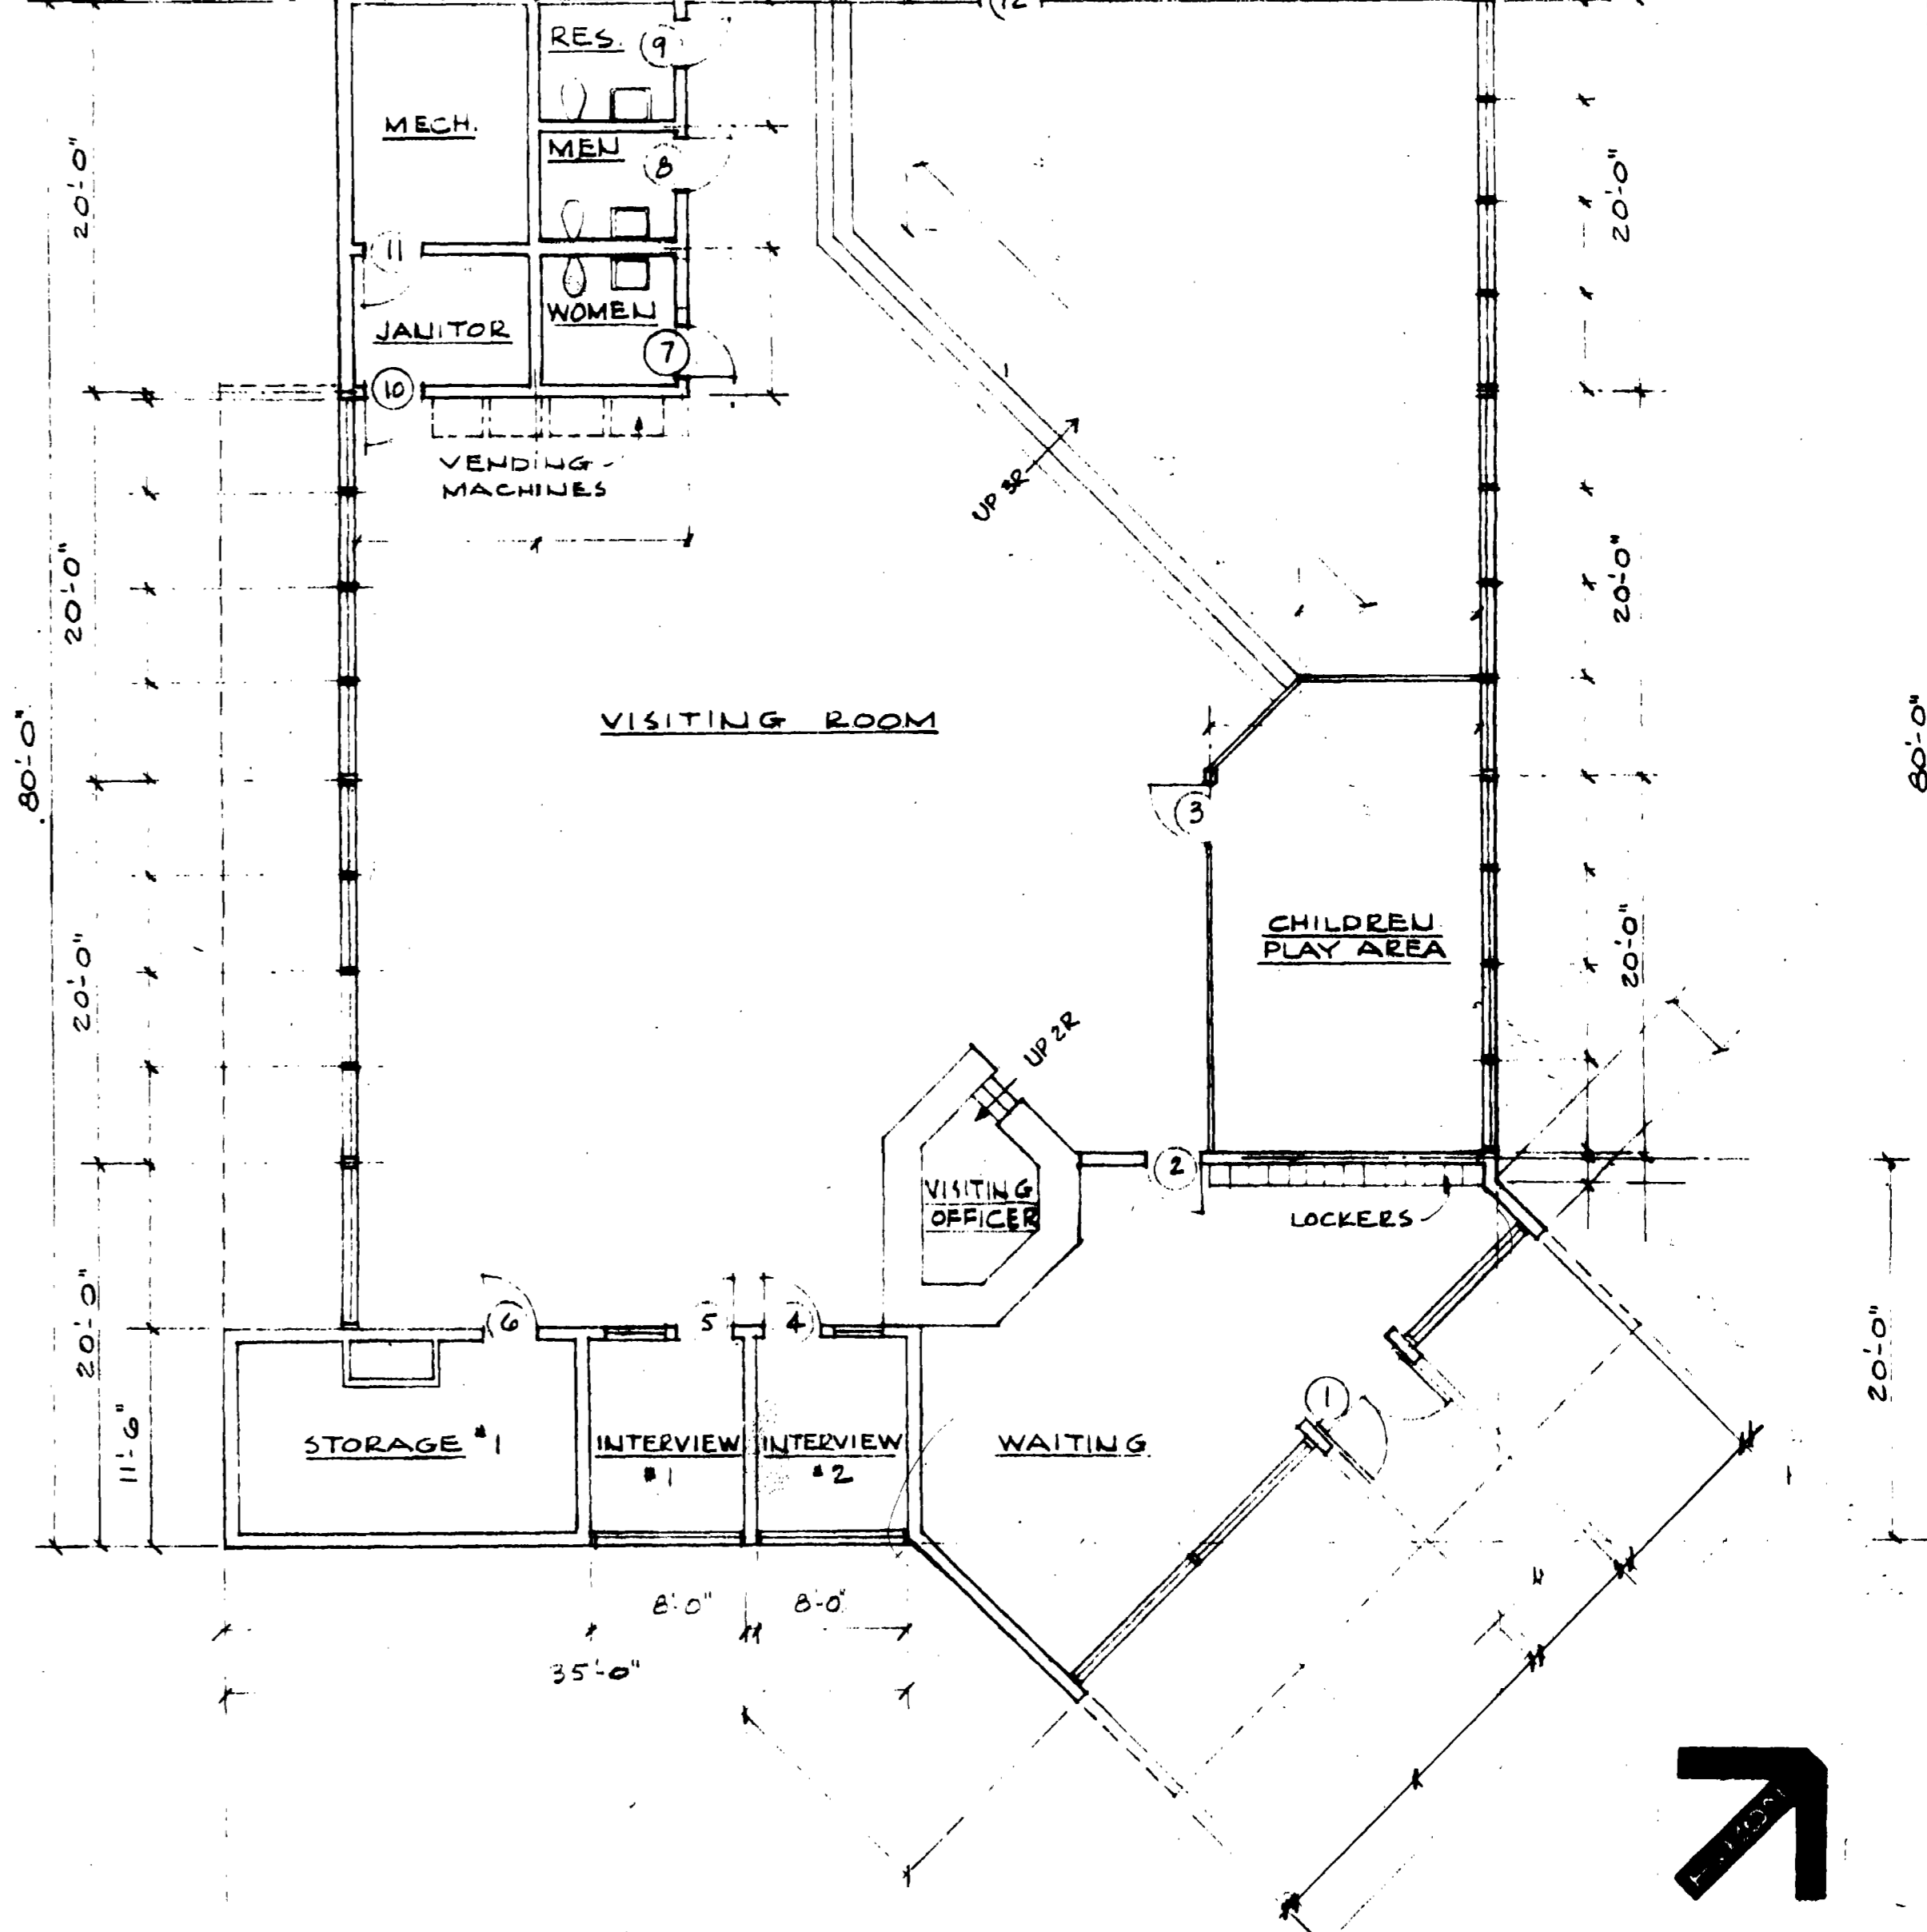 12
RES.
9
MECH.
MEN
8
20'-0"
20'-0"
11
WOMEN
JANITOR
7
10
VENDING
MACHINES
UP 3R
20'-0"
20'-0"
VISITING ROOM
80'-0"
80'-0"
3
CHILDREN
PLAY AREA
20'-0"
20'-0"
UP 2R
2
VISITING
OFFICER
LOCKERS
20'-0"
6
5
4
20'-0"
1
11'-6"
STORAGE #1
INTERVIEW
#1
INTERVIEW
#2
WAITING
8'-0"
8'-0"
35'-0"